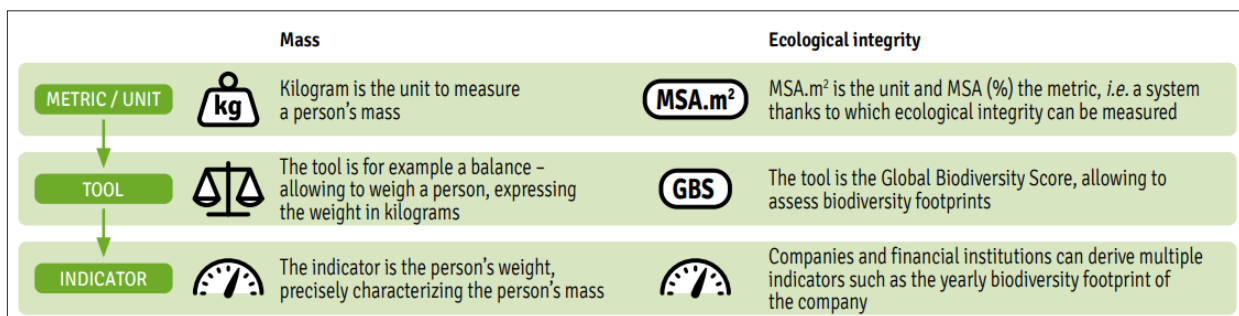 Mass
Ecological integrity
METRIC / UNIT
kg
Kilogram is the unit to measure
a person's mass
MSA.m²
MSA.m² is the unit and MSA (%) the metric, i.e. a system
thanks to which ecological integrity can be measured
TOOL
The tool is for example a balance –
allowing to weigh a person, expressing
the weight in kilograms
GBS
The tool is the Global Biodiversity Score, allowing to
assess biodiversity footprints
INDICATOR
The indicator is the person's weight,
precisely characterizing the person's mass
Companies and financial institutions can derive multiple
indicators such as the yearly biodiversity footprint of
the company